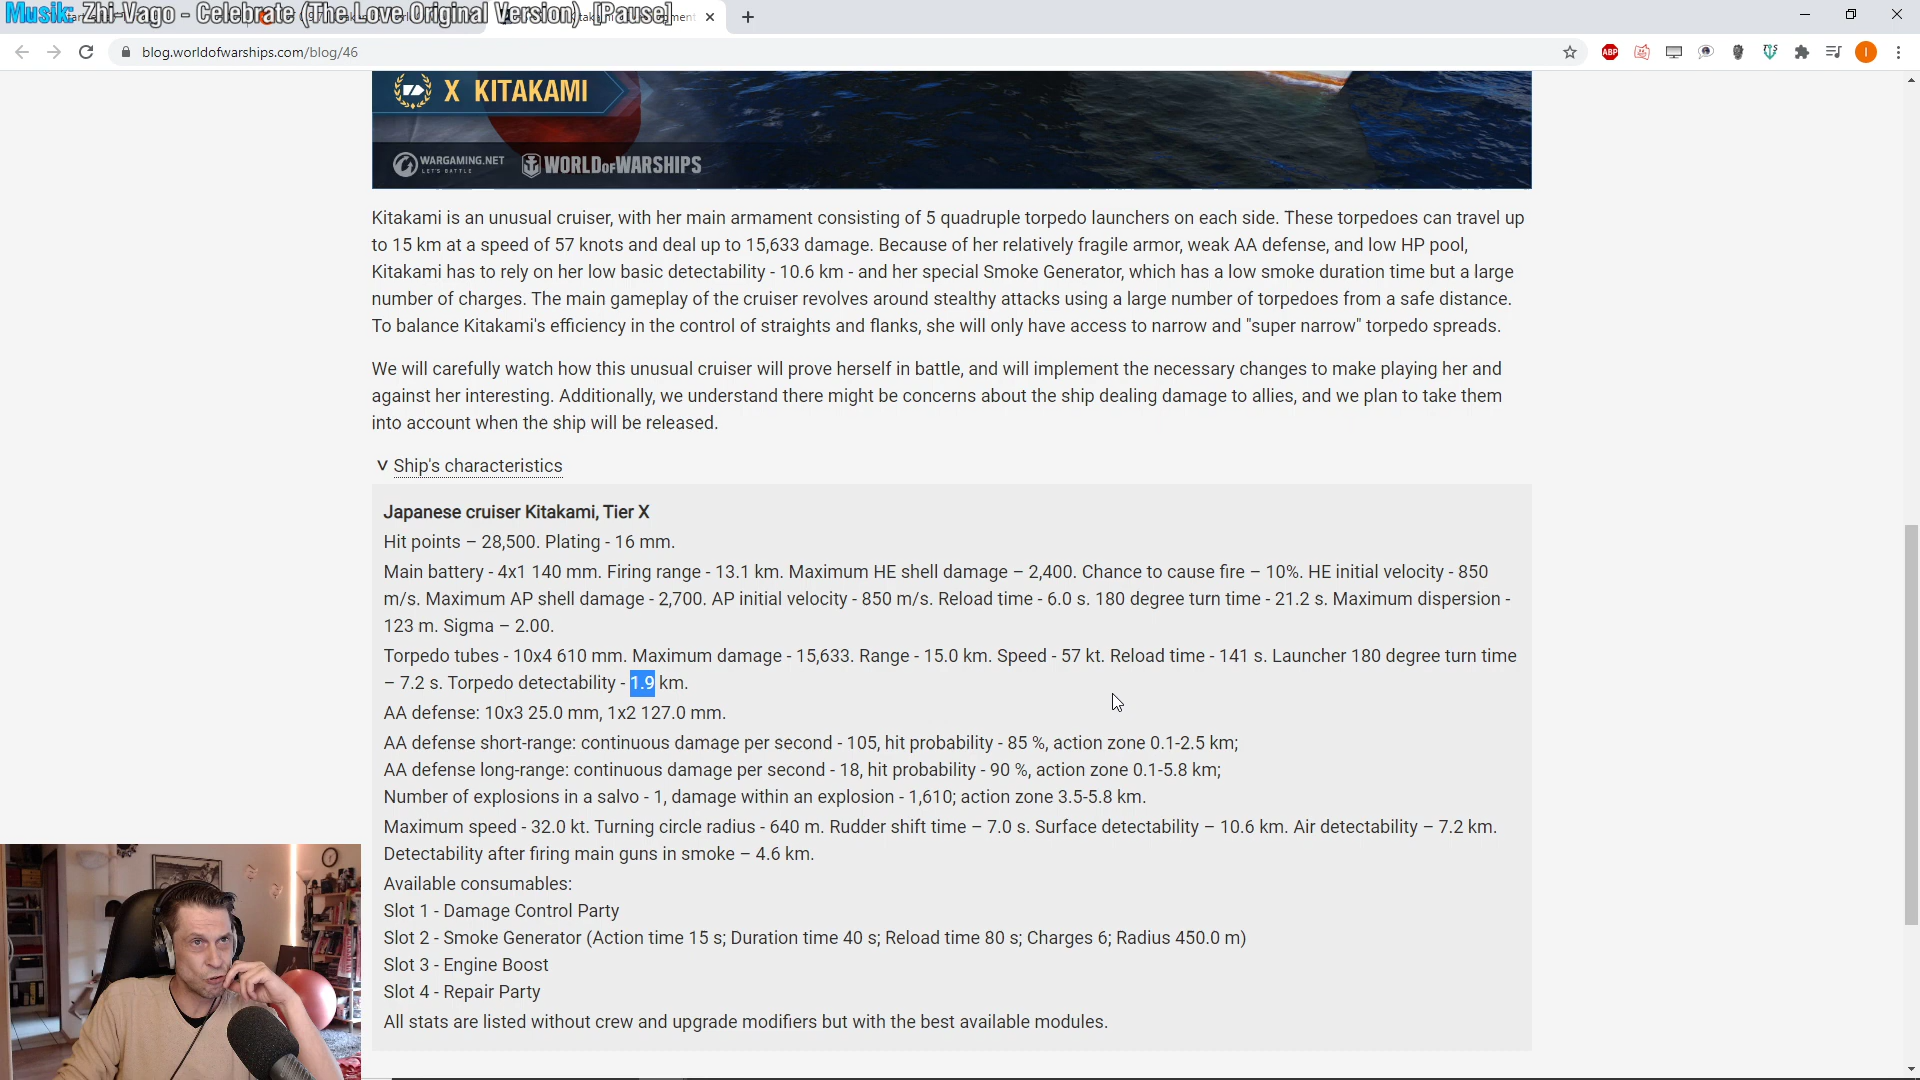 Musik: Zhi-Vago - Celebrate (The Love Original Version) [Pause]
blog.worldofwarships.com/blog/46
ABP
I
X KITAKAMI
WARGAMING.NET
LET'S BATTLE
WORLD OF WARSHIPS
Kitakami is an unusual cruiser, with her main armament consisting of 5 quadruple torpedo launchers on each side. These torpedoes can travel up
to 15 km at a speed of 57 knots and deal up to 15,633 damage. Because of her relatively fragile armor, weak AA defense, and low HP pool,
Kitakami has to rely on her low basic detectability - 10.6 km - and her special Smoke Generator, which has a low smoke duration time but a large
number of charges. The main gameplay of the cruiser revolves around stealthy attacks using a large number of torpedoes from a safe distance.
To balance Kitakami's efficiency in the control of straights and flanks, she will only have access to narrow and "super narrow" torpedo spreads.
We will carefully watch how this unusual cruiser will prove herself in battle, and will implement the necessary changes to make playing her and
against her interesting. Additionally, we understand there might be concerns about the ship dealing damage to allies, and we plan to take them
into account when the ship will be released.
Ship's characteristics
Japanese cruiser Kitakami, Tier X
Hit points – 28,500. Plating - 16 mm.
Main battery - 4x1 140 mm. Firing range - 13.1 km. Maximum HE shell damage – 2,400. Chance to cause fire – 10%. HE initial velocity - 850
m/s. Maximum AP shell damage - 2,700. AP initial velocity - 850 m/s. Reload time - 6.0 s. 180 degree turn time - 21.2 s. Maximum dispersion -
123 m. Sigma – 2.00.
Torpedo tubes - 10x4 610 mm. Maximum damage - 15,633. Range - 15.0 km. Speed - 57 kt. Reload time - 141 s. Launcher 180 degree turn time
– 7.2 s. Torpedo detectability - 1.9 km.
AA defense: 10x3 25.0 mm, 1x2 127.0 mm.
AA defense short-range: continuous damage per second - 105, hit probability - 85 %, action zone 0.1-2.5 km;
AA defense long-range: continuous damage per second - 18, hit probability - 90 %, action zone 0.1-5.8 km;
Number of explosions in a salvo - 1, damage within an explosion - 1,610; action zone 3.5-5.8 km.
Maximum speed - 32.0 kt. Turning circle radius - 640 m. Rudder shift time – 7.0 s. Surface detectability – 10.6 km. Air detectability – 7.2 km.
Detectability after firing main guns in smoke – 4.6 km.
Available consumables:
Slot 1 - Damage Control Party
Slot 2 - Smoke Generator (Action time 15 s; Duration time 40 s; Reload time 80 s; Charges 6; Radius 450.0 m)
Slot 3 - Engine Boost
Slot 4 - Repair Party
All stats are listed without crew and upgrade modifiers but with the best available modules.